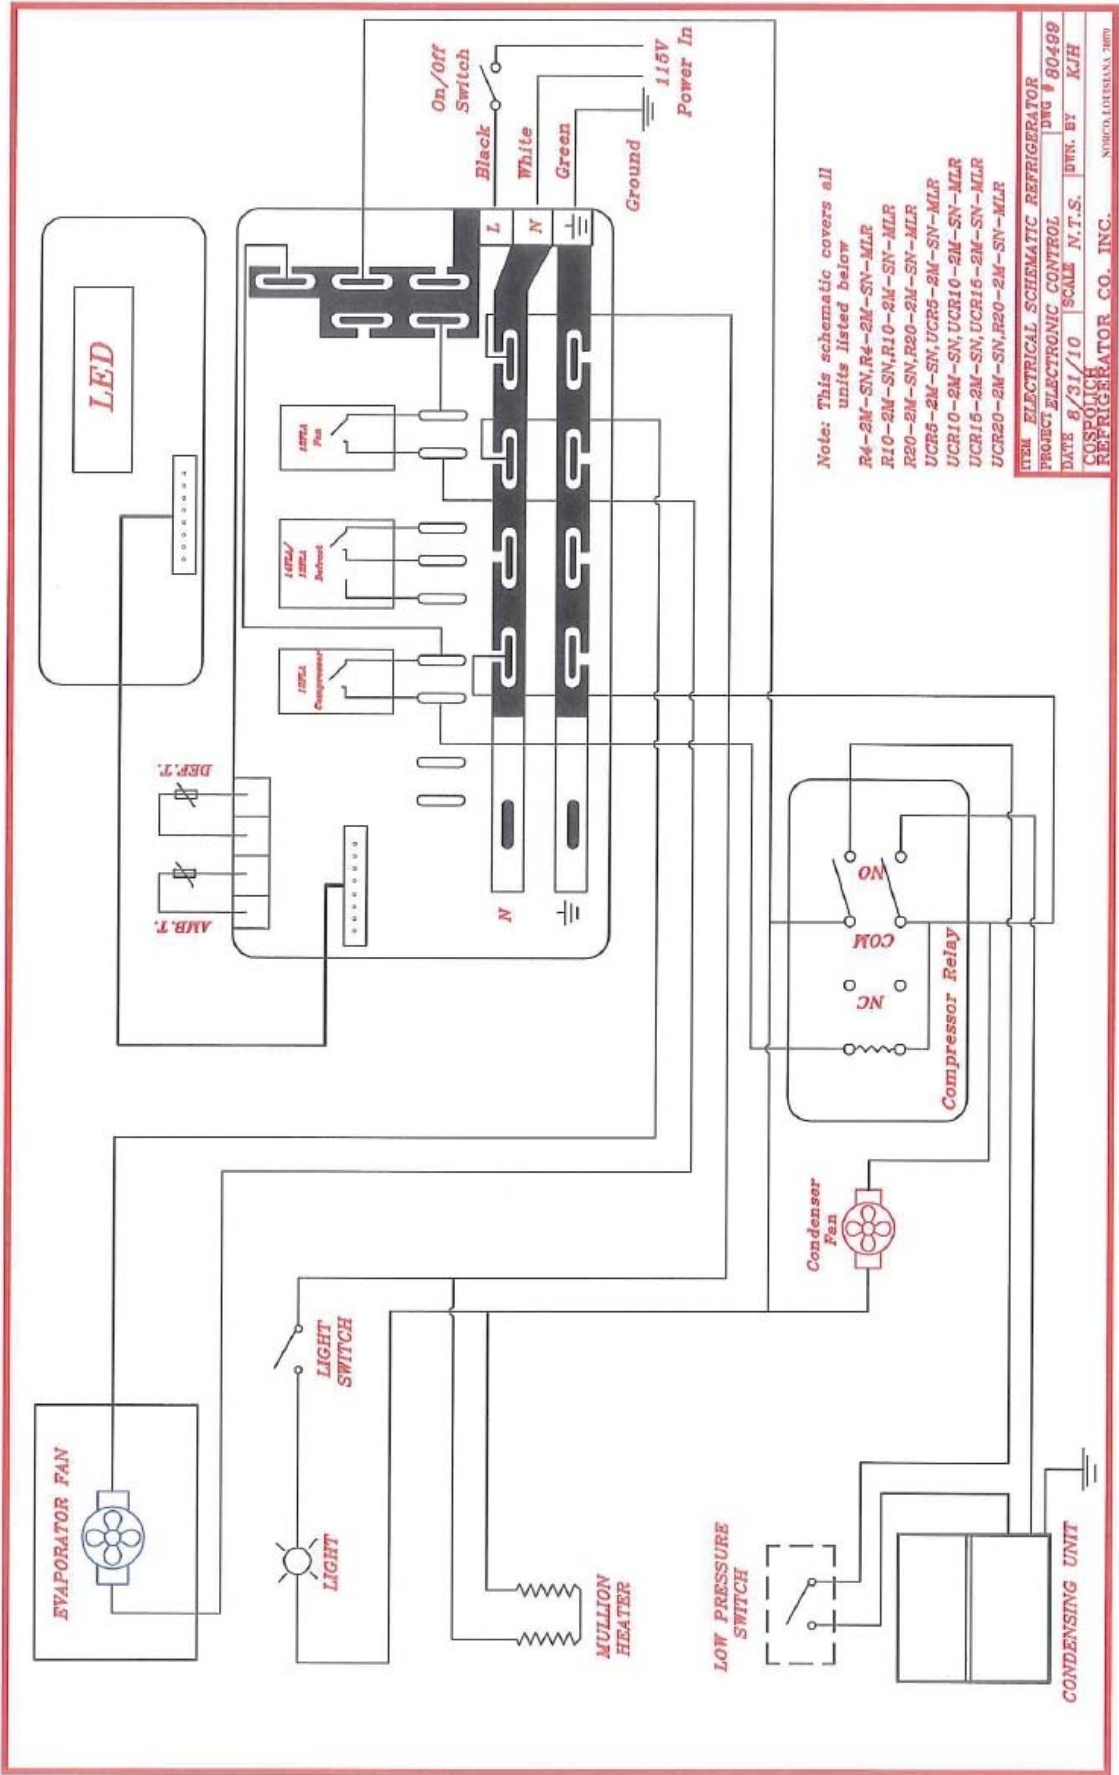 LED
DEF.T.
AMB.T.
12FLA
Fan
14FLA/
12FLA
Defrost
12FLA
Compressor
L
N
N
On/Off
Switch
Black
White
Green
Ground
115V
Power In
Note: This schematic covers all
units listed below
R4-2M-SN,R4-2M-SN-MLR
R10-2M-SN,R10-2M-SN-MLR
R20-2M-SN,R20-2M-SN-MLR
UCR5-2M-SN,UCR5-2M-SN-MLR
UCR10-2M-SN,UCR10-2M-SN-MLR
UCR15-2M-SN,UCR15-2M-SN-MLR
UCR20-2M-SN,R20-2M-SN-MLR
ITEM ELECTRICAL SCHEMATIC REFRIGERATOR
PROJECT ELECTRONIC CONTROL DWG # 80499
DATE 8/31/10 SCALE N.T.S. DWN. BY KJH
COSPOLICH
REFRIGERATOR CO. INC.
NORCO, LOUISIANA
NO
COM
NC
Compressor Relay
Condensor
Fan
EVAPORATOR FAN
LIGHT
SWITCH
LIGHT
MULLION
HEATER
LOW PRESSURE
SWITCH
CONDENSING UNIT